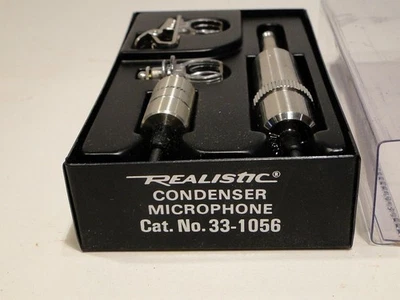 REALISTIC®
CONDENSER
MICROPHONE
Cat. No. 33-1056